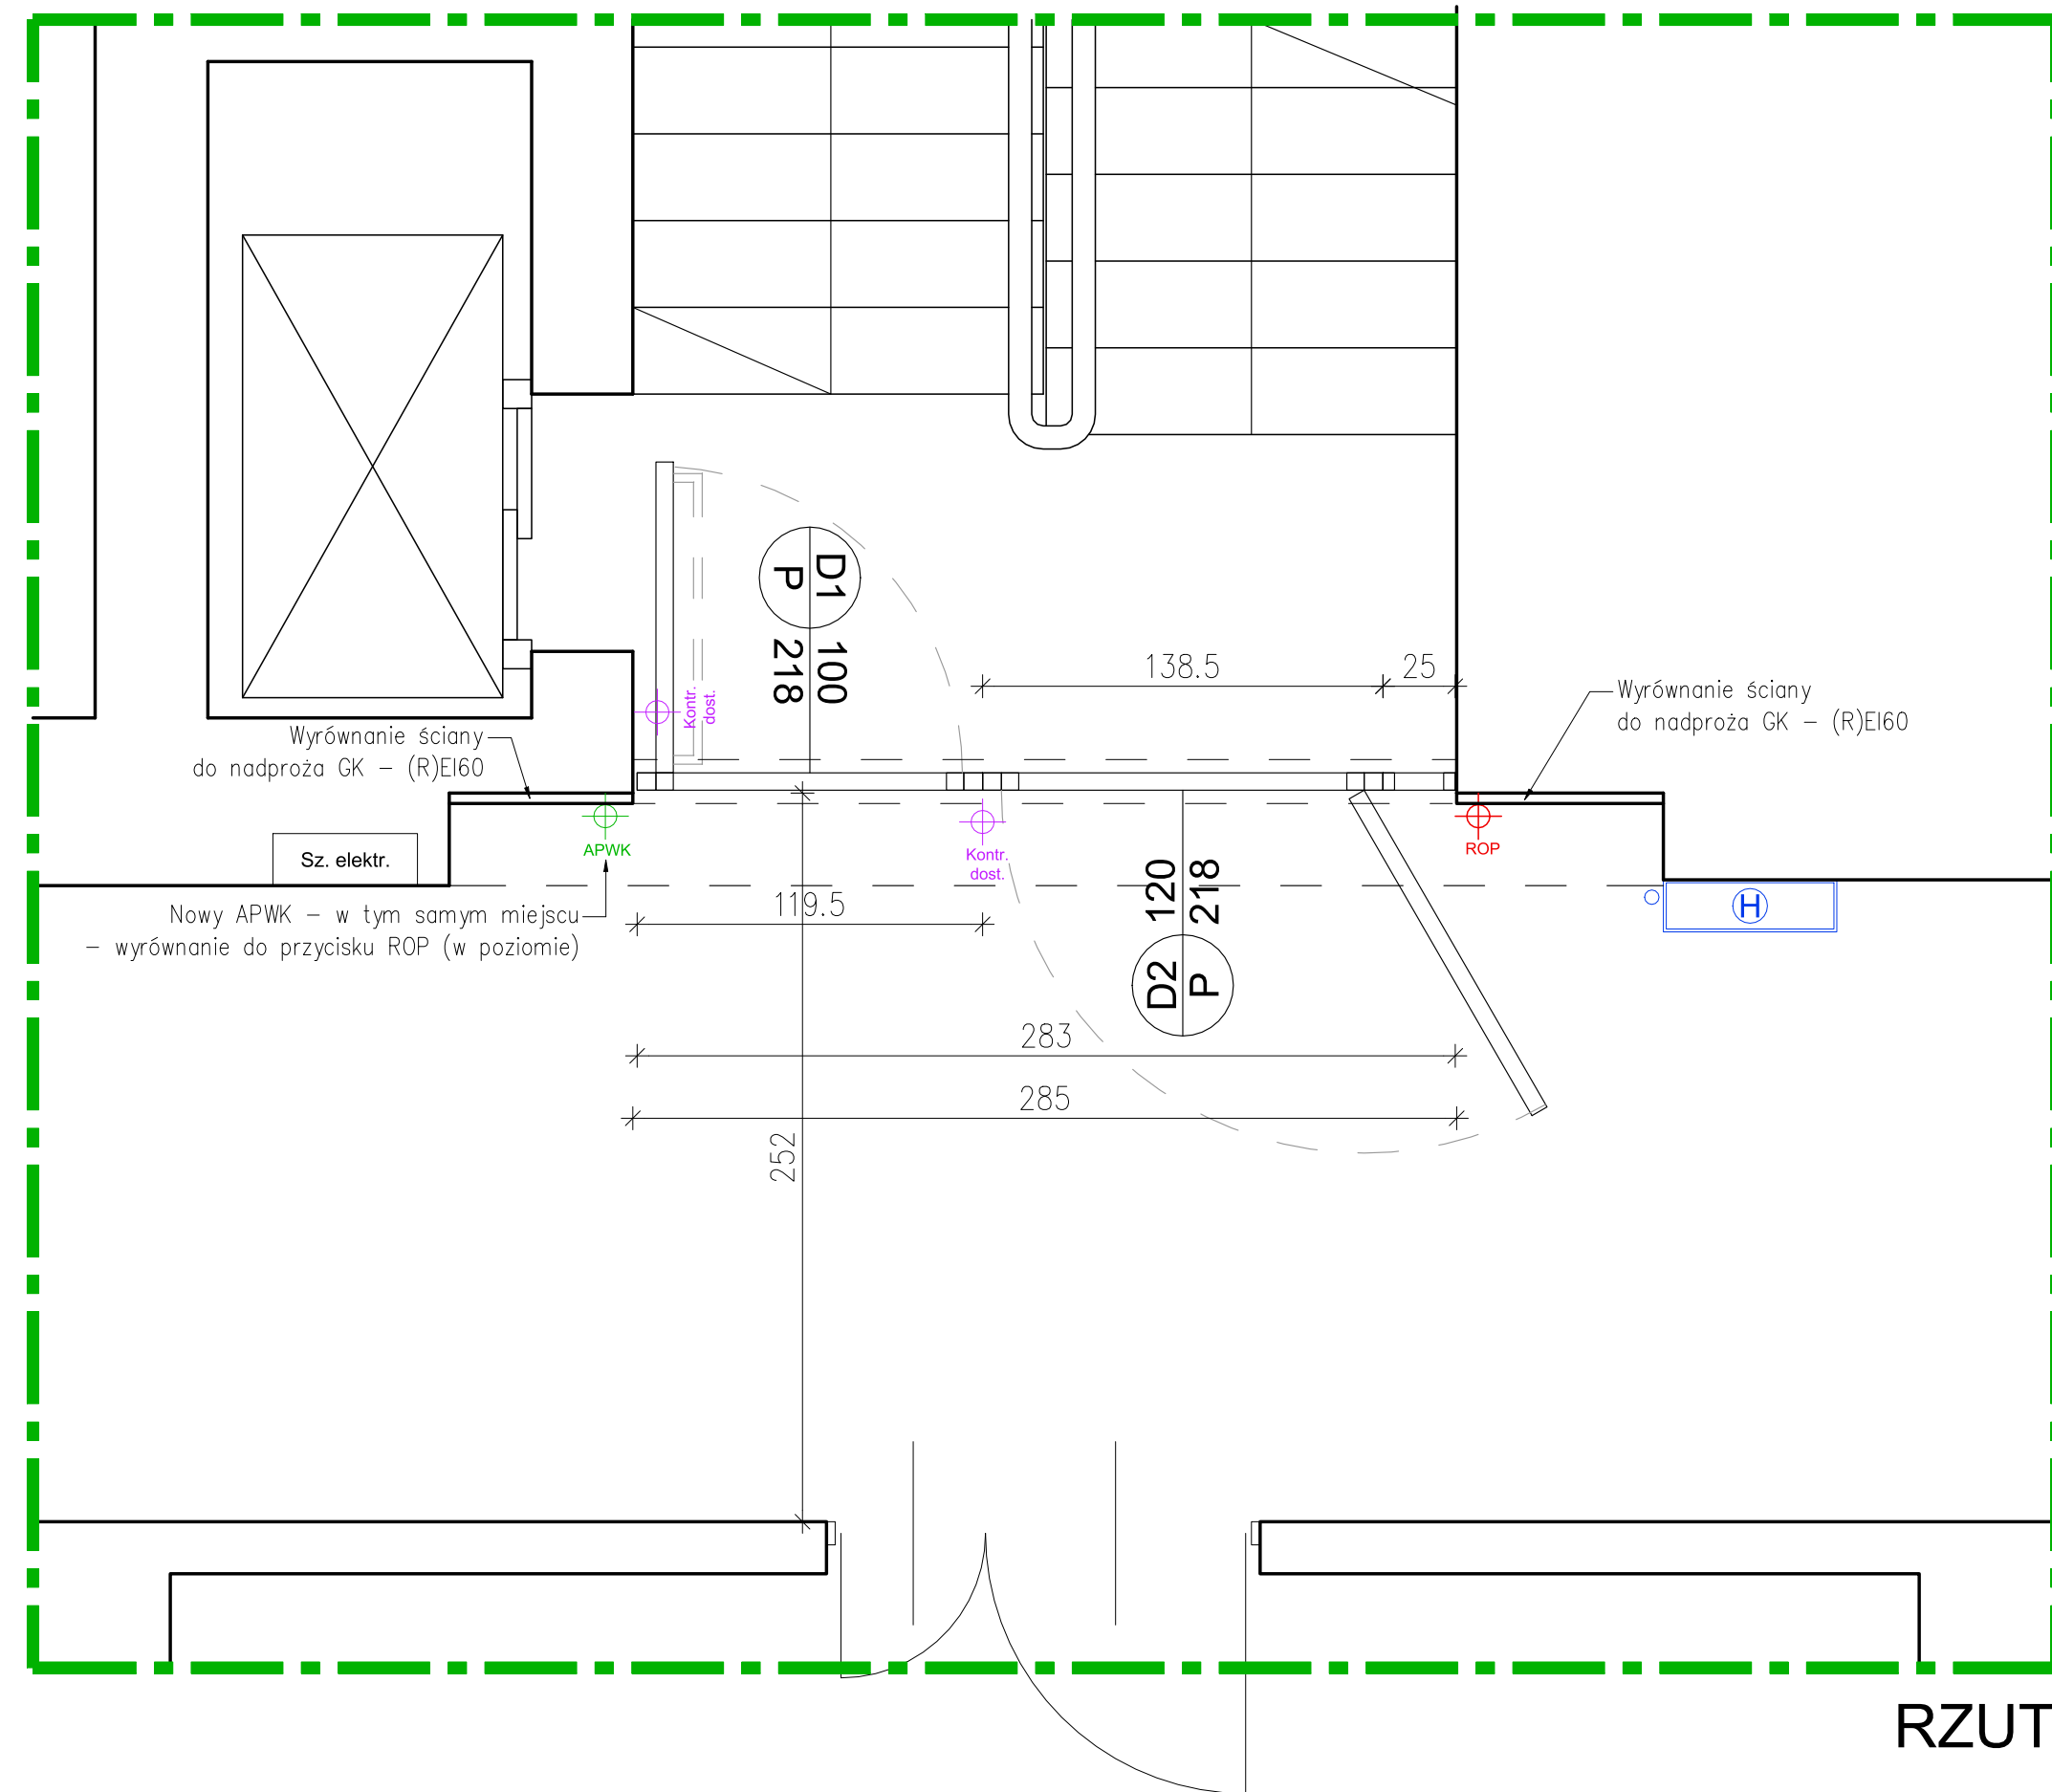 D1
P
100
218
138.5
25
Kontr.
dost.
Wyrównanie ściany
do nadproża GK – (R)EI60
Wyrównanie ściany
do nadproża GK – (R)EI60
APWK
Kontr.
dost.
ROP
Sz. elektr.
Nowy APWK – w tym samym miejscu
– wyrównanie do przycisku ROP (w poziomie)
119.5
120
218
D2
P
H
283
285
252
RZUT